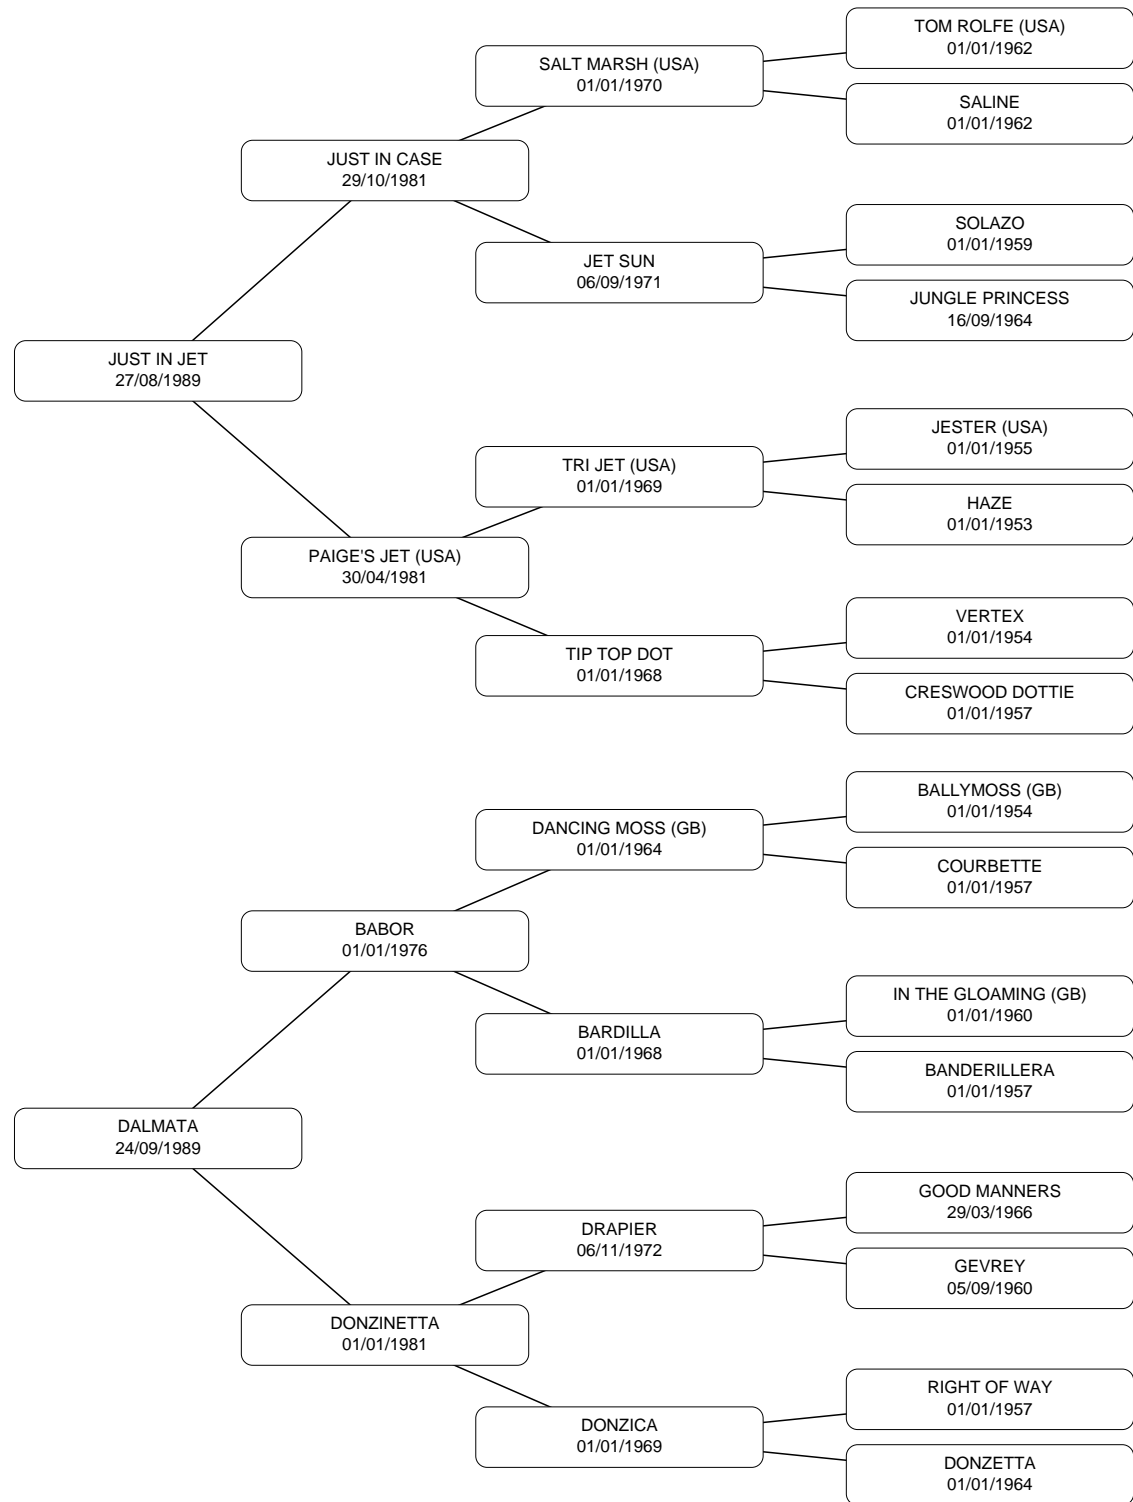 TOM ROLFE (USA)
01/01/1962
SALT MARSH (USA)
01/01/1970
SALINE
01/01/1962
JUST IN CASE
29/10/1981
SOLAZO
01/01/1959
JET SUN
06/09/1971
JUNGLE PRINCESS
16/09/1964
JUST IN JET
27/08/1989
JESTER (USA)
01/01/1955
TRI JET (USA)
01/01/1969
HAZE
01/01/1953
PAIGE'S JET (USA)
30/04/1981
VERTEX
01/01/1954
TIP TOP DOT
01/01/1968
CRESWOOD DOTTIE
01/01/1957
BALLYMOSS (GB)
01/01/1954
DANCING MOSS (GB)
01/01/1964
COURBETTE
01/01/1957
BABOR
01/01/1976
IN THE GLOAMING (GB)
01/01/1960
BARDILLA
01/01/1968
BANDERILLERA
01/01/1957
DALMATA
24/09/1989
GOOD MANNERS
29/03/1966
DRAPIER
06/11/1972
GEVREY
05/09/1960
DONZINETTA
01/01/1981
RIGHT OF WAY
01/01/1957
DONZICA
01/01/1969
DONZETTA
01/01/1964